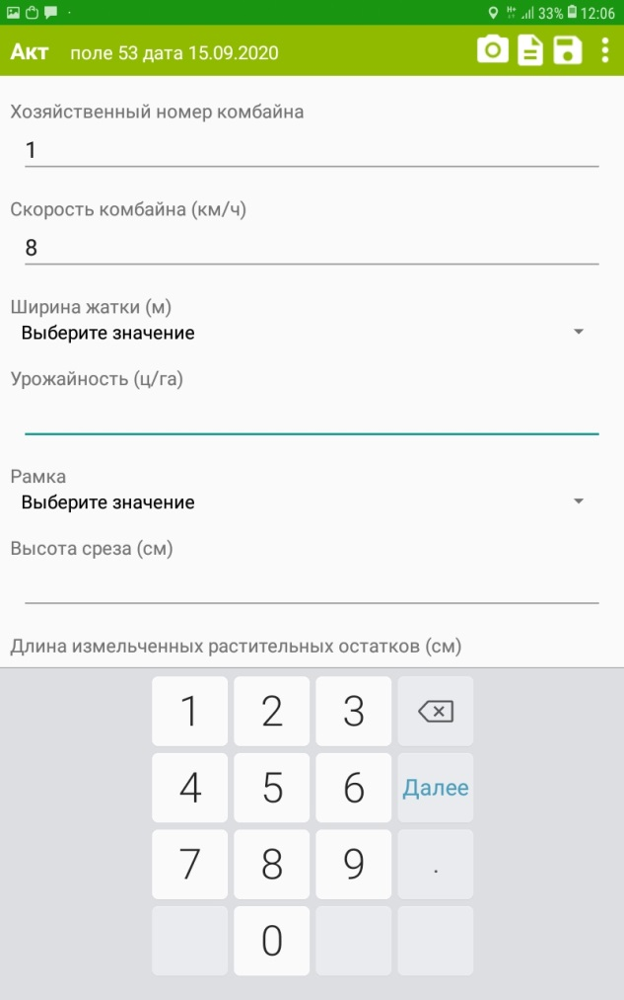 33% 12:06
Акт поле 53 дата 15.09.2020
Хозяйственный номер комбайна
1
Скорость комбайна (км/ч)
8
Ширина жатки (м)
Выберите значение
Урожайность (ц/га)
Рамка
Выберите значение
Высота среза (см)
Длина измельченных растительных остатков (см)
1 2 3
4 5 6 Далее
7 8 9 .
0